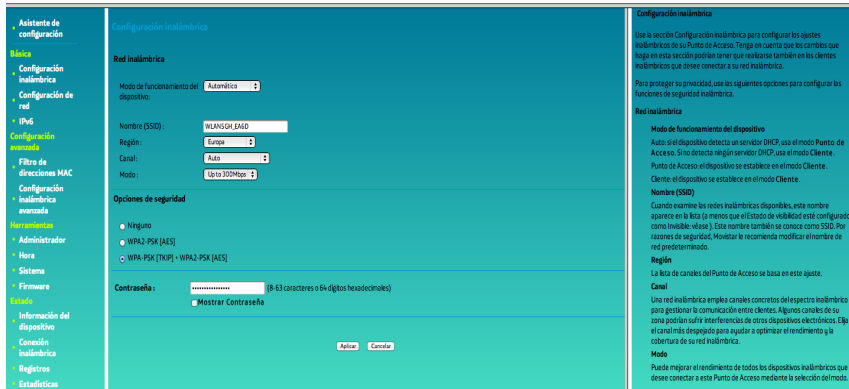 Asistente de
configuración
Básica
Configuración
inalámbrica
Configuración de
red
IPv6
Configuración
avanzada
Filtro de
direcciones MAC
Configuración
inalámbrica
avanzada
Herramientas
Administrador
Hora
Sistema
Firmware
Estado
Información del
dispositivo
Conexión
inalámbrica
Registros
Estadísticas
Configuración inalámbrica
Red inalámbrica
Modo de funcionamiento del
dispositivo: Automático
Nombre (SSID) : WLAN5GH_EA6D
Región : Europa
Canal : Auto
Modo : Up to 300Mbps
Opciones de seguridad
Ninguno
WPA2-PSK [AES]
WPA-PSK [TKIP] + WPA2-PSK [AES]
Contraseña : •••••••••••••••• (8-63 caracteres o 64 dígitos hexadecimales)
Mostrar Contraseña
Aplicar Cancelar
Configuración inalámbrica
Use la sección Configuración inalámbrica para configurar los ajustes
inalámbricos de su Punto de Acceso. Tenga en cuenta que los cambios que
haga en esta sección podrían tener que realizarse también en los clientes
inalámbricos que desee conectar a su red inalámbrica.
Para proteger su privacidad, use las siguientes opciones para configurar las
funciones de seguridad inalámbrica.
Red inalámbrica
Modo de funcionamiento del dispositivo
Auto: si el dispositivo detecta un servidor DHCP, usa el modo Punto de
Acceso. Si no detecta ningún servidor DHCP, usa el modo Cliente.
Punto de Acceso: el dispositivo se establece en el modo Cliente.
Cliente: el dispositivo se establece en el modo Cliente.
Nombre (SSID)
Cuando examine las redes inalámbricas disponibles, este nombre
aparece en la lista (a menos que el Estado de visibilidad esté configurado
como Invisible: véase ). Este nombre también se conoce como SSID. Por
razones de seguridad, Movistar le recomienda modificar el nombre de
red predeterminado.
Región
La lista de canales del Punto de Acceso se basa en este ajuste.
Canal
Una red inalámbrica emplea canales concretos del espectro inalámbrico
para gestionar la comunicación entre clientes. Algunos canales de su
zona podrían sufrir interferencias de otros dispositivos electrónicos. Elija
el canal más despejado para ayudar a optimizar el rendimiento y la
cobertura de su red inalámbrica.
Modo
Puede mejorar el rendimiento de todos los dispositivos inalámbricos que
desee conectar a este Punto de Acceso mediante la selección del modo.